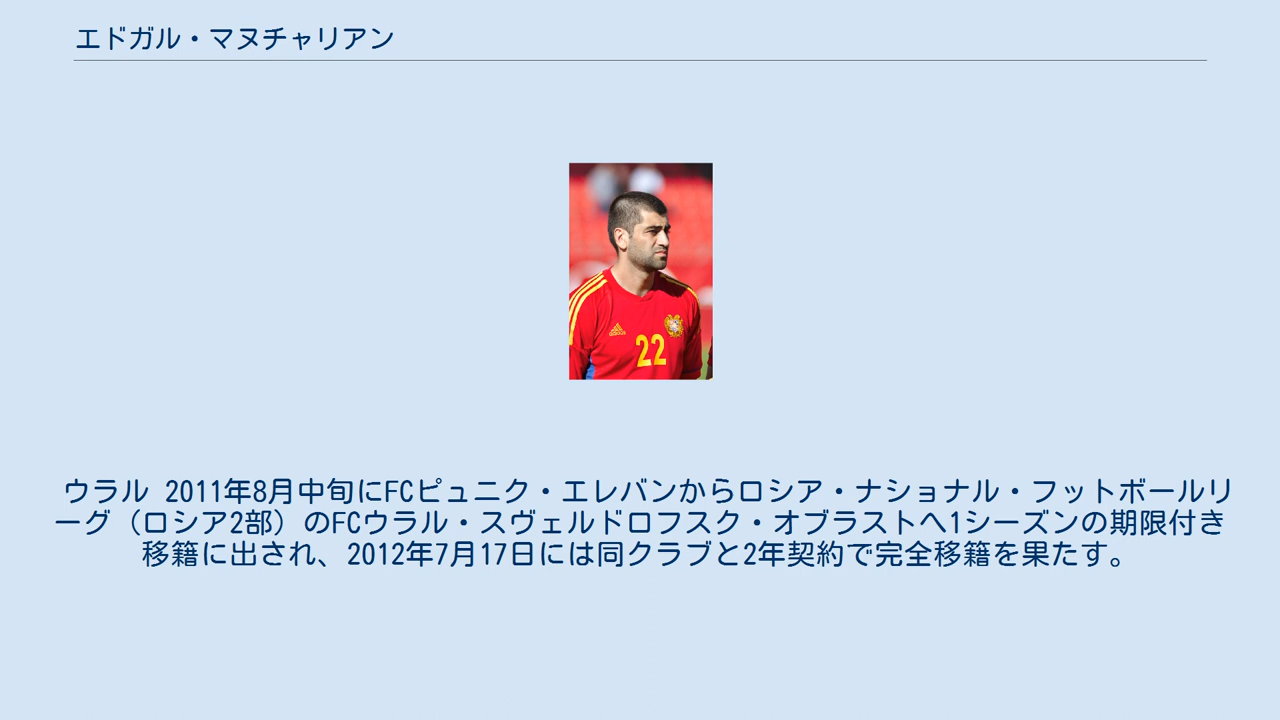 エドガル・マヌチャリアン
22
ウラル 2011年8月中旬にFCピュニク・エレバンからロシア・ナショナル・フットボールリ
ーグ（ロシア2部）のFCウラル・スヴェルドロフスク・オブラストへ1シーズンの期限付き
移籍に出され、2012年7月17日には同クラブと2年契約で完全移籍を果たす。